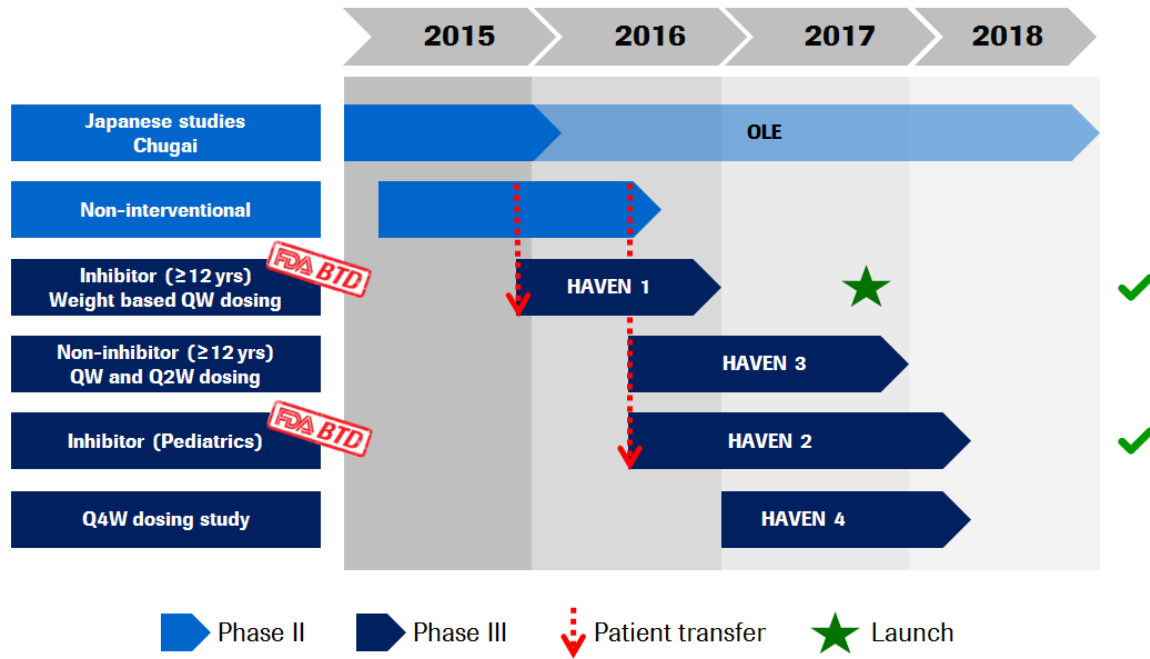 2015 2016 2017 2018
Japanese studies
Chugai
OLE
Non-interventional
FDA BTD
Inhibitor (≥12 yrs)
Weight based QW dosing
HAVEN 1
Non-inhibitor (≥12 yrs)
QW and Q2W dosing
HAVEN 3
FDA BTD
Inhibitor (Pediatrics)
HAVEN 2
Q4W dosing study
HAVEN 4
Phase II Phase III Patient transfer Launch